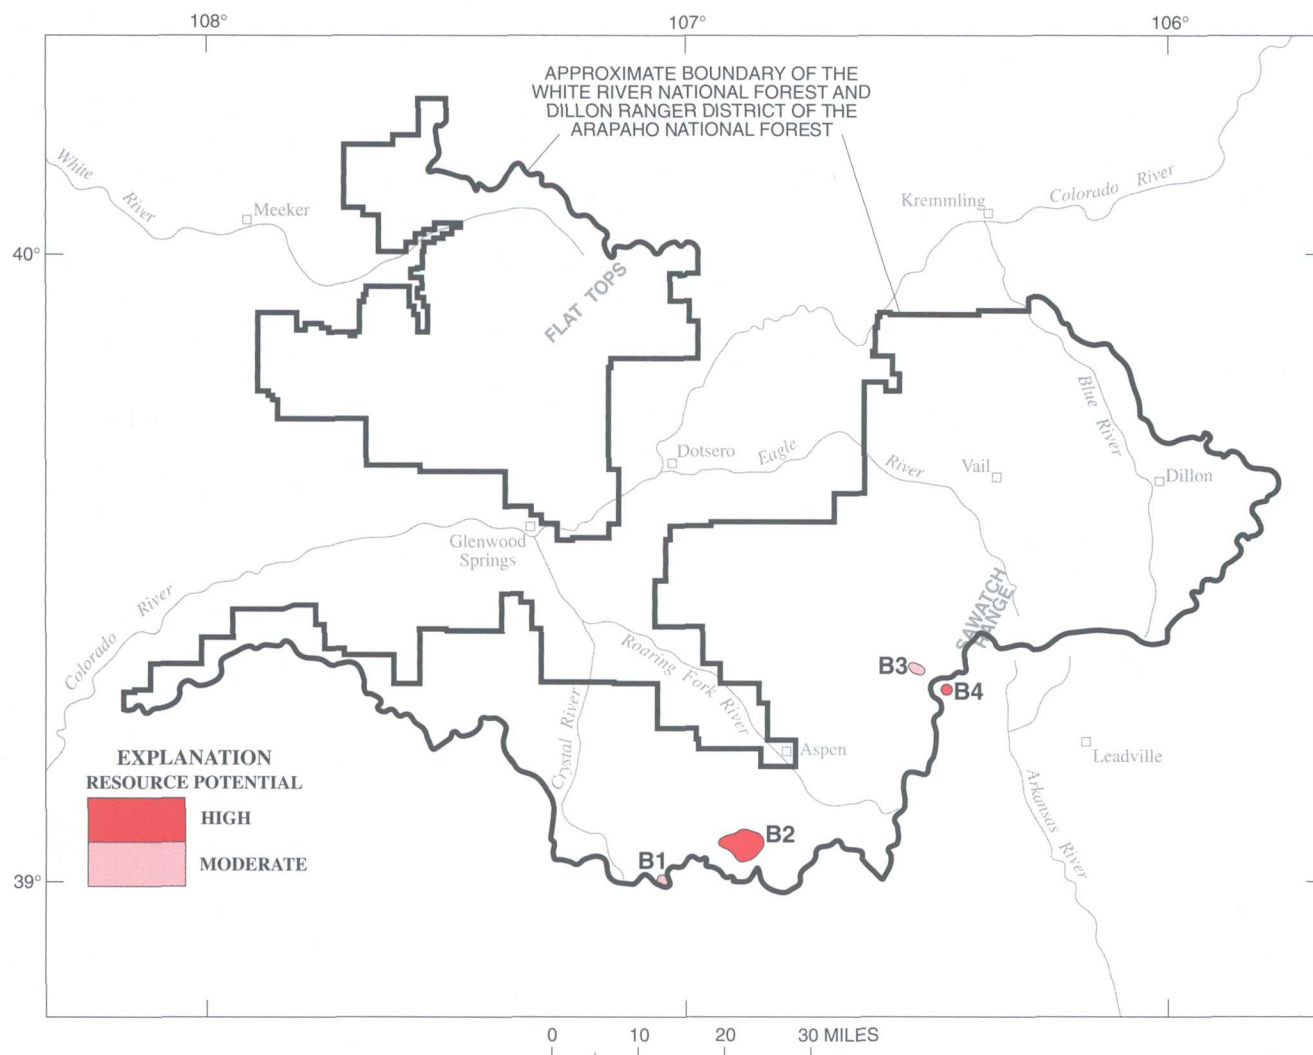 108°
107°
106°
APPROXIMATE BOUNDARY OF THE
WHITE RIVER NATIONAL FOREST AND
DILLON RANGER DISTRICT OF THE
ARAPAHO NATIONAL FOREST
White River
Meeker
Kremmling
Colorado River
40°
FLAT TOPS
Blue River
Dotsero
Eagle River
Vail
Dillon
Glenwood
Springs
SAWATCH
RANGE
Colorado River
Roaring Fork River
Crystal River
B3
B4
Aspen
Leadville
Arkansas River
EXPLANATION
RESOURCE POTENTIAL
HIGH
MODERATE
B2
B1
39°
0 10 20 30 MILES